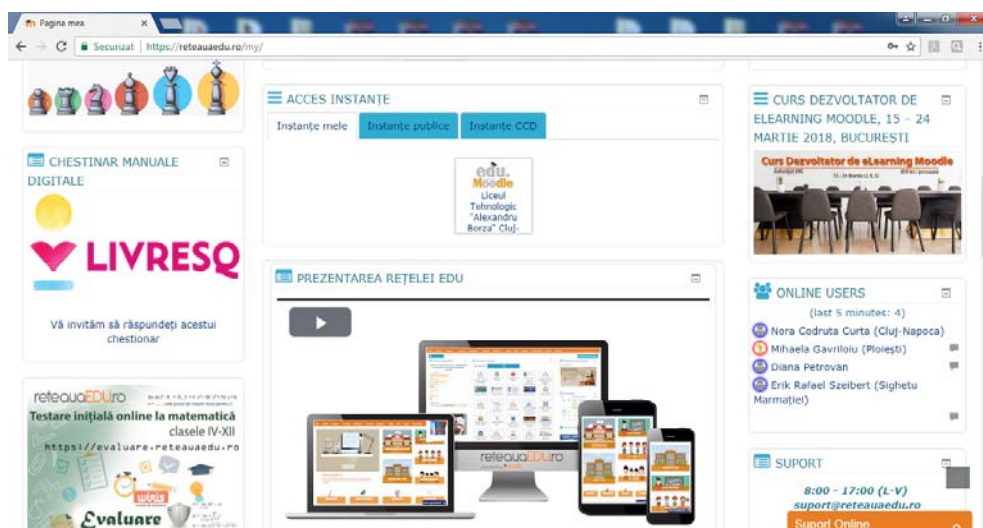 Pagina mea
Securizat | https://reteauaedu.ro/my/
CHESTINAR MANUALE
DIGITALE
LIVRESQ
Vă invităm să răspundeți acestui
chestionar
reteauaEDU.ro
Testare inițială online la matematică
clasele IV-XII
https://evaluare.reteauaedu.ro
wiris
Evaluare
ACCES INSTANȚE
Instanțe mele Instanțe publice Instanțe CCD
edu.
Moodle
Liceul
Tehnologic
"Alexandru
Borza" Cluj-
PREZENTAREA REȚELEI EDU
reteauaEDU.ro
CURS DEZVOLTATOR DE
ELEARNING MOODLE, 15 – 24
MARTIE 2018, BUCUREȘTI
Curs Dezvoltator de eLearning Moodle
ONLINE USERS
(last 5 minutes: 4)
Nora Codruta Curta (Cluj-Napoca)
Mihaela Gavriloiu (Ploiești)
Diana Petrovan
Erik Rafael Szeibert (Sighetu
Marmației)
SUPORT
8:00 - 17:00 (L-V)
suport@reteauaedu.ro
Suport Online